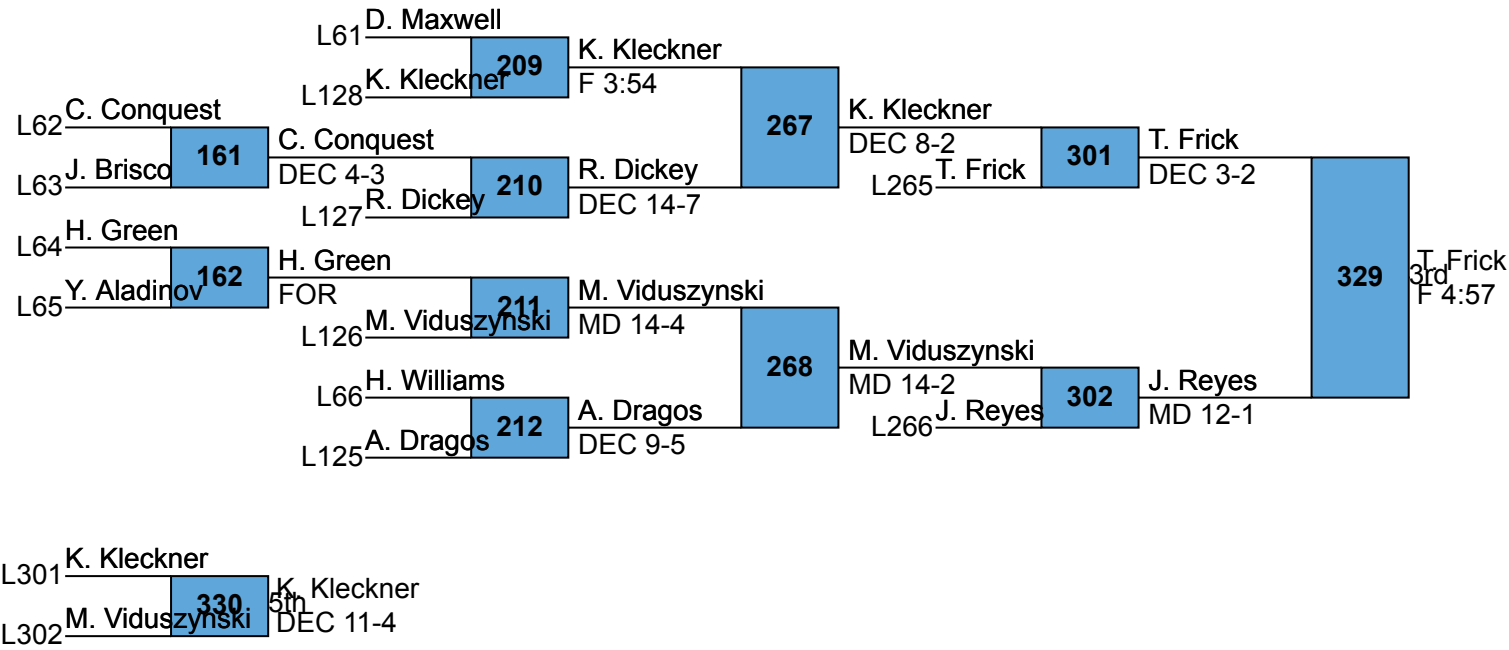 D. Maxwell
L61
209
K. Kleckner
F 3:54
K. Kleckner
L128
C. Conquest
L62
161
C. Conquest
DEC 4-3
J. Brisco
L63
267
K. Kleckner
DEC 8-2
210
R. Dickey
DEC 14-7
R. Dickey
L127
301
T. Frick
DEC 3-2
T. Frick
L265
H. Green
L64
162
H. Green
FOR
Y. Aladinov
L65
211
M. Viduszynski
MD 14-4
M. Viduszynski
L126
329
3rd
T. Frick
F 4:57
268
M. Viduszynski
MD 14-2
H. Williams
L66
212
A. Dragos
DEC 9-5
A. Dragos
L125
302
J. Reyes
MD 12-1
J. Reyes
L266
K. Kleckner
L301
330
5th
K. Kleckner
DEC 11-4
M. Viduszynski
L302